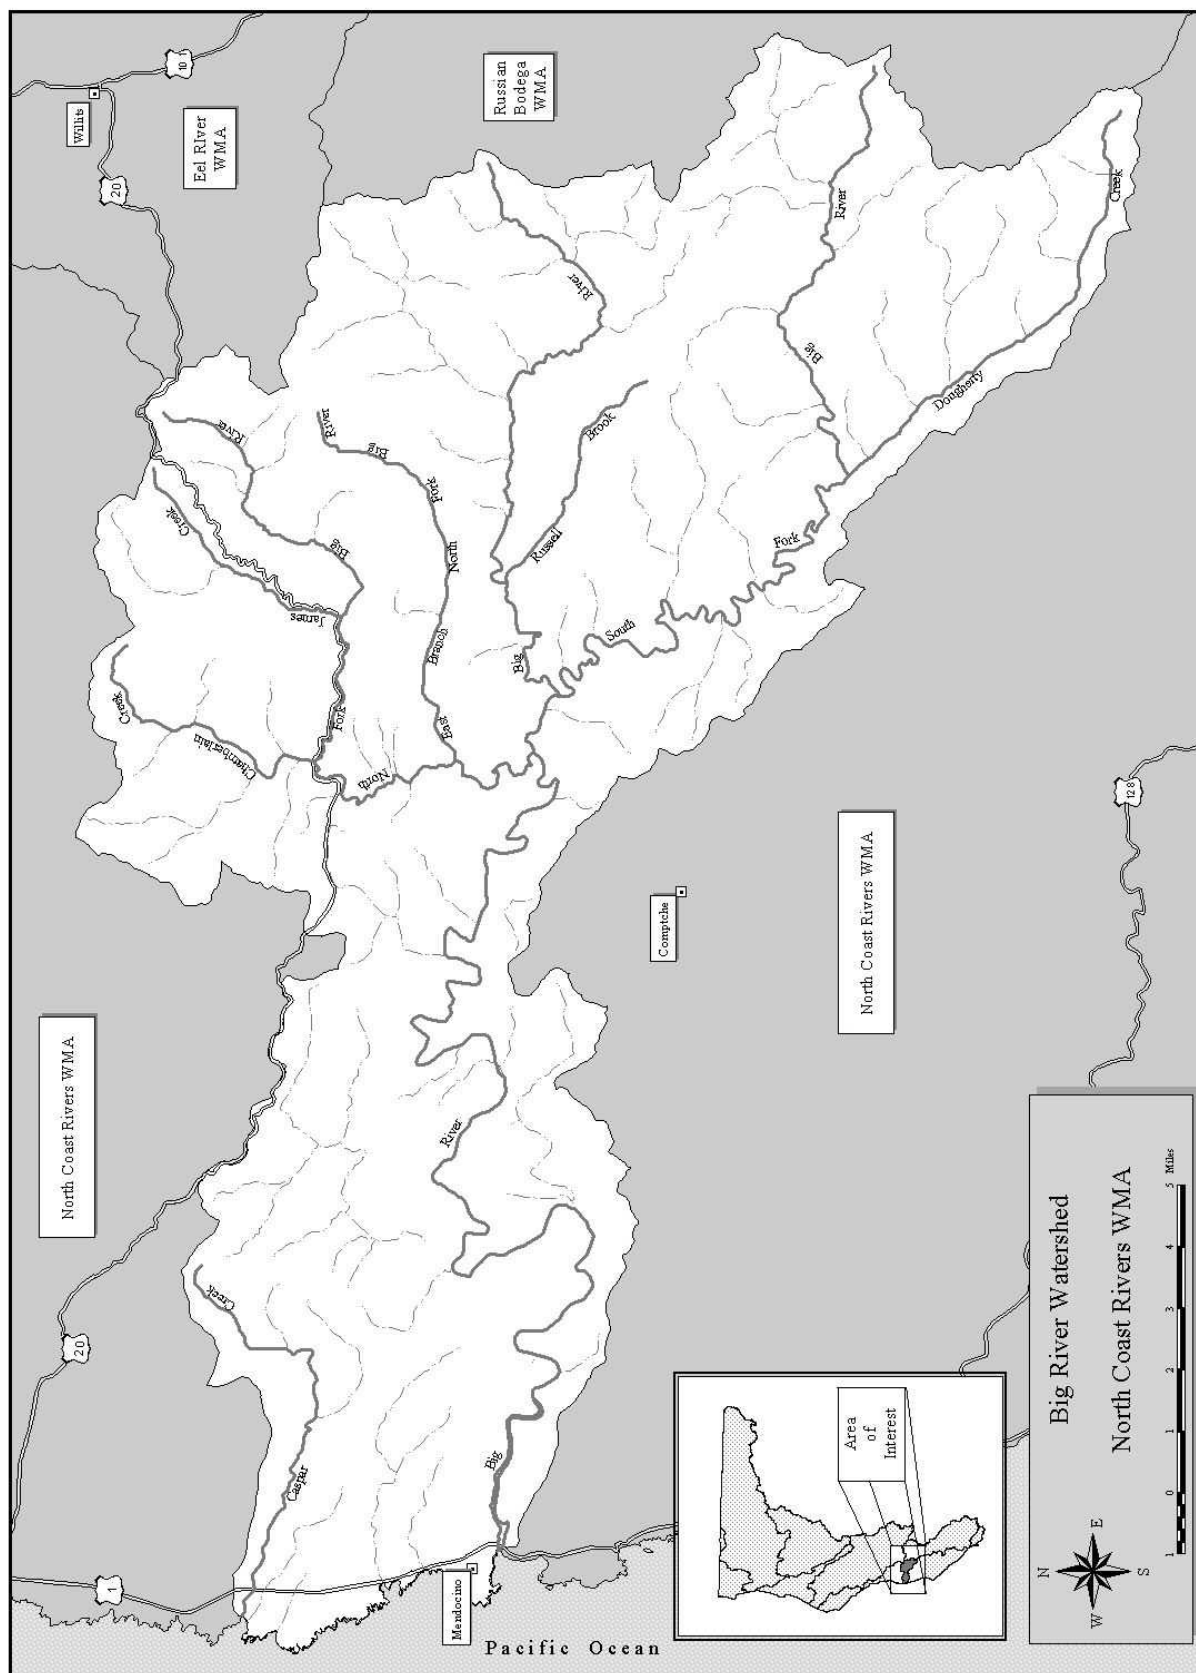 Willits
101
20
Eel River
WMA
Russian
Bodega
WMA
River
River
River
Creek
River
Creek
River
Big
Fork
Brook
Big
Dougherty
Big
North
Russell
Fork
James
Creek
Chamberlain
Fork
Branch
Big
South
East
North
128
Comptche
North Coast Rivers WMA
North Coast Rivers WMA
River
20
Creek
Caspar
Big
1
Mendocino
Pacific Ocean
Area
of
Interest
Big River Watershed
North Coast Rivers WMA
N
W
E
S
1 0 1 2 3 4 5 Miles